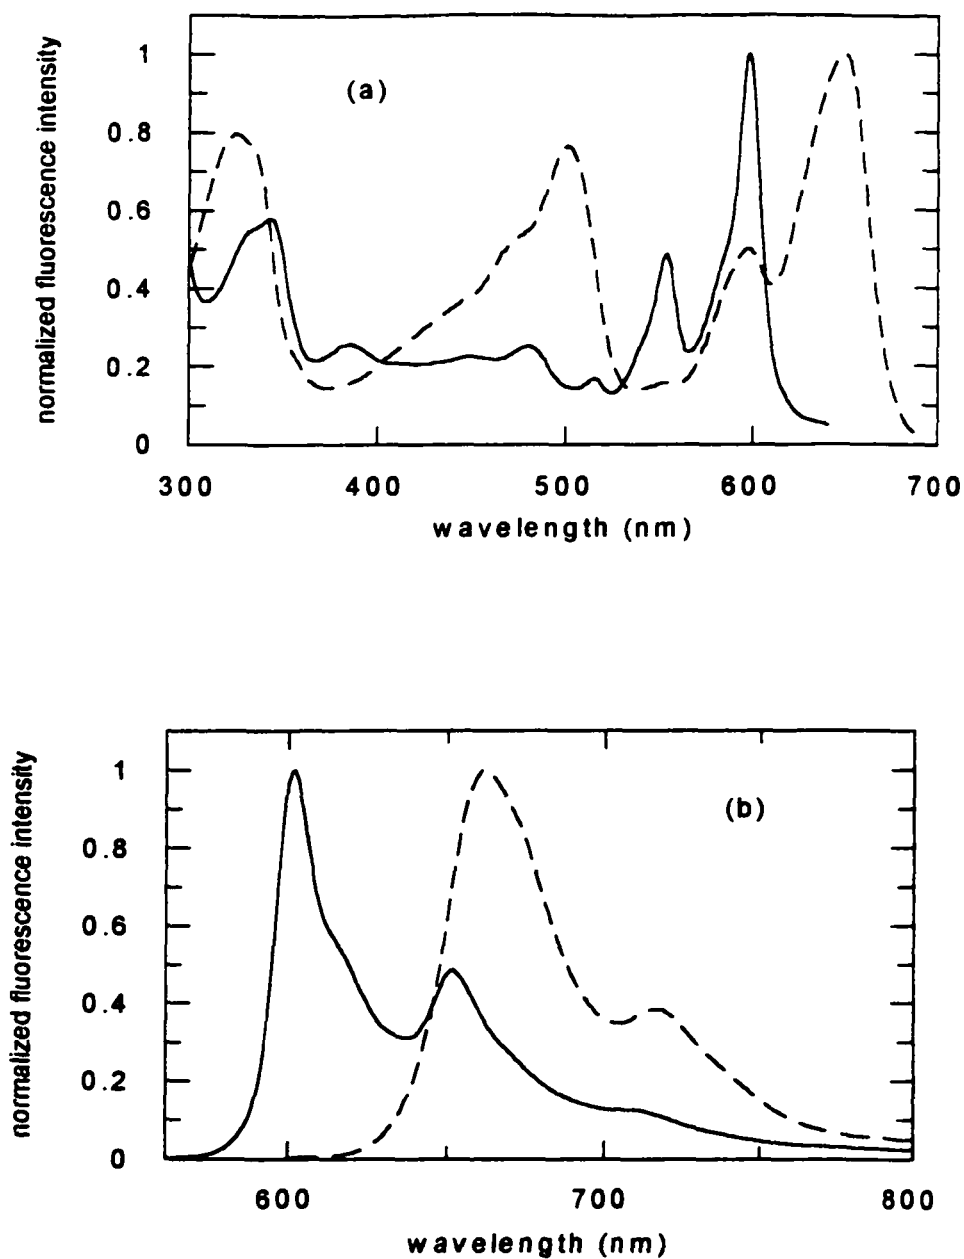 normalized fluorescence intensity
1
0.8
0.6
0.4
0.2
0
(a)
300 400 500 600 700
wavelength (nm)
normalized fluorescence intensity
1
0.8
0.6
0.4
0.2
0
(b)
600 700 800
wavelength (nm)